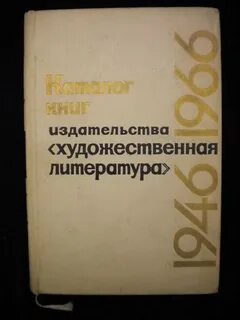 Каталог
книг
издательства
«художественная
литература»
1946 1966